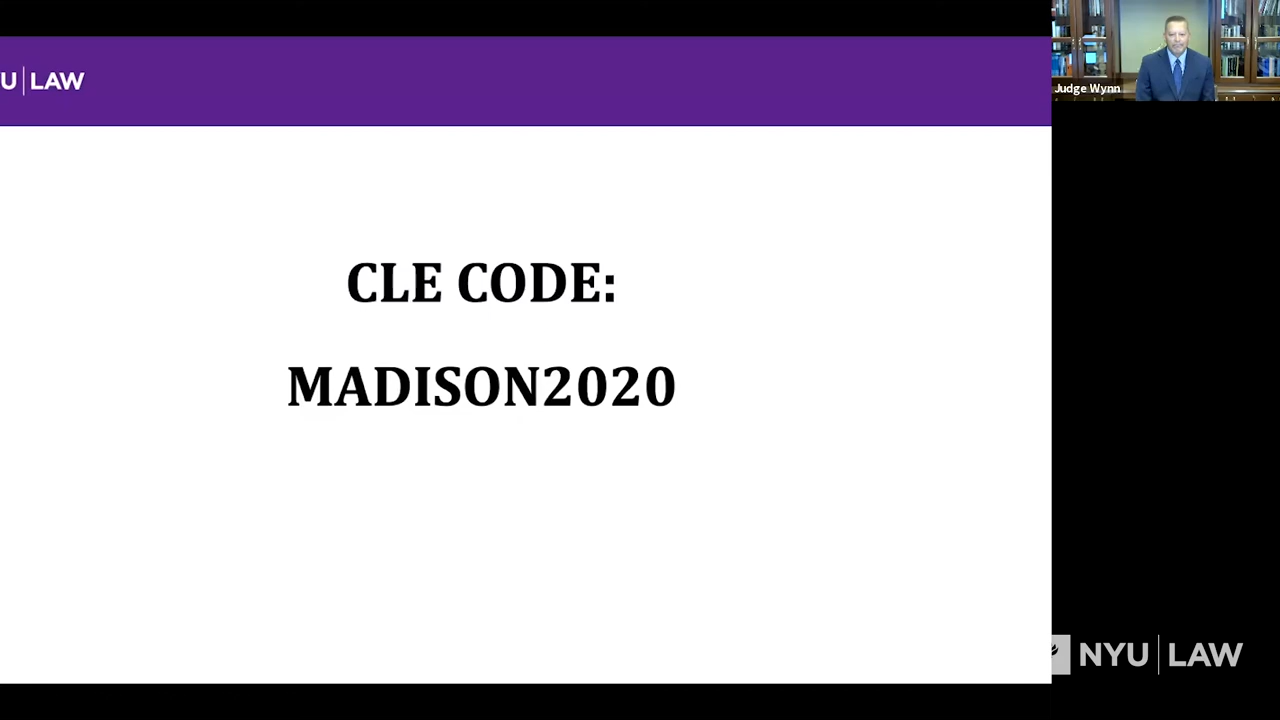 U | LAW
Judge Wynn
CLE CODE:
MADISON2020
NYU | LAW